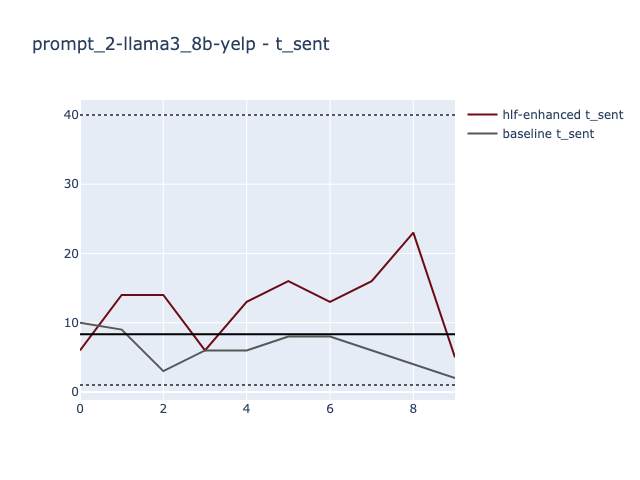 prompt_2-llama3_8b-yelp - t_sent
hlf-enhanced t_sent
baseline t_sent
40
30
20
10
0
0 2 4 6 8